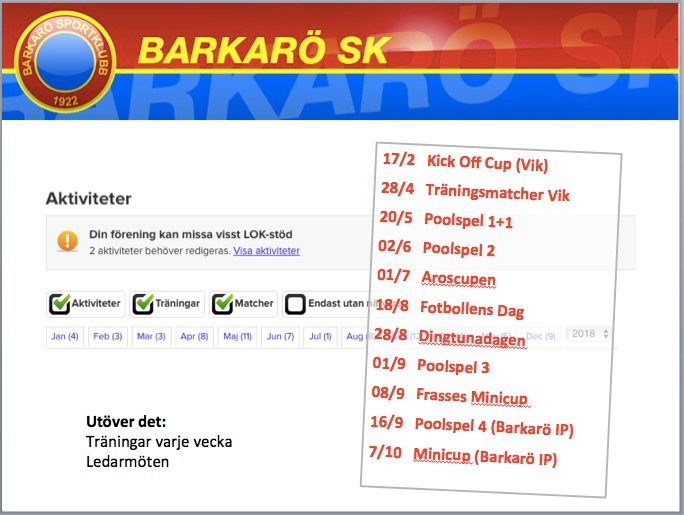 BARKARÖ SPORTKLUBB
1922
BARKARÖ SK
BARKARÖ SK
Aktiviteter
Din förening kan missa visst LOK-stöd
2 aktiviteter behöver redigeras. Visa aktiviteter
Aktiviteter Träningar Matcher Endast utan
Jan (4) Feb (3) Mar (3) Apr (8) Maj (11) Jun (7) Jul (1) Aug Dec (9) 2018
17/2 Kick Off Cup (Vik)
28/4 Träningsmatcher Vik
20/5 Poolspel 1+1
02/6 Poolspel 2
01/7 Aroscupen
18/8 Fotbollens Dag
28/8 Dingtunadagen
01/9 Poolspel 3
08/9 Frasses Minicup
16/9 Poolspel 4 (Barkarö IP)
7/10 Minicup (Barkarö IP)
Utöver det:
Träningar varje vecka
Ledarmöten